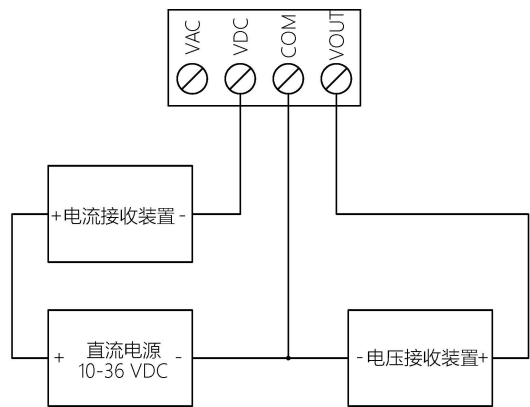 VAC
VDC
COM
VOUT
+电流接收装置-
+ 直流电源 -
10-36 VDC
-电压接收装置+